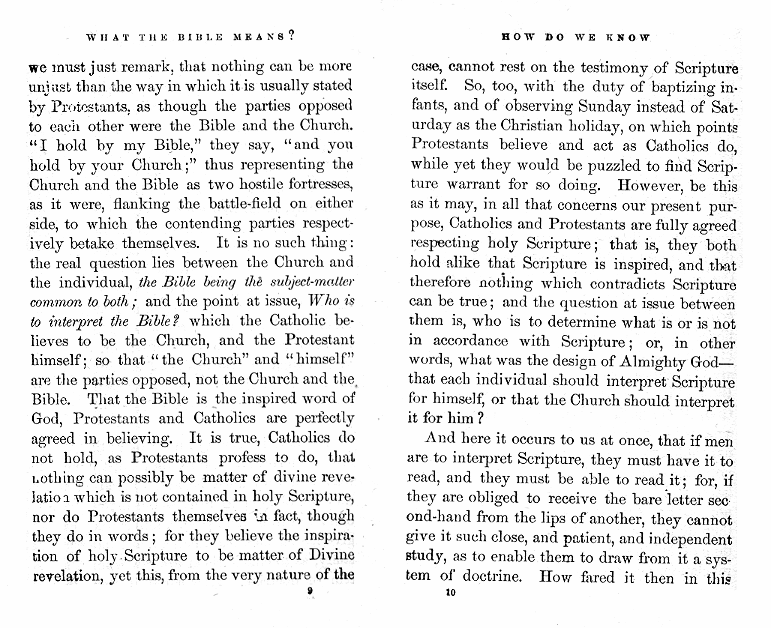 WHAT THE BIBLE MEANS?
we must just remark, that nothing can be more
unjust than the way in which it is usually stated
by Protestants, as though the parties opposed
to each other were the Bible and the Church.
“I hold by my Bible,” they say, “and you
hold by your Church;” thus representing the
Church and the Bible as two hostile fortresses,
as it were, flanking the battle-field on either
side, to which the contending parties respect-
ively betake themselves. It is no such thing:
the real question lies between the Church and
the individual, the Bible being the subject-matter
common to both; and the point at issue, Who is
to interpret the Bible? which the Catholic be-
lieves to be the Church, and the Protestant
himself; so that “the Church” and “himself”
are the parties opposed, not the Church and the
Bible. That the Bible is the inspired word of
God, Protestants and Catholics are perfectly
agreed in believing. It is true, Catholics do
not hold, as Protestants profess to do, that
nothing can possibly be matter of divine reve-
lation which is not contained in holy Scripture,
nor do Protestants themselves in fact, though
they do in words; for they believe the inspira-
tion of holy Scripture to be matter of Divine
revelation, yet this, from the very nature of the
9
HOW DO WE KNOW
case, cannot rest on the testimony of Scripture
itself. So, too, with the duty of baptizing in-
fants, and of observing Sunday instead of Sat-
urday as the Christian holiday, on which points
Protestants believe and act as Catholics do,
while yet they would be puzzled to find Scrip-
ture warrant for so doing. However, be this
as it may, in all that concerns our present pur-
pose, Catholics and Protestants are fully agreed
respecting holy Scripture; that is, they both
hold alike that Scripture is inspired, and that
therefore nothing which contradicts Scripture
can be true; and the question at issue between
them is, who is to determine what is or is not
in accordance with Scripture; or, in other
words, what was the design of Almighty God—
that each individual should interpret Scripture
for himself, or that the Church should interpret
it for him?
And here it occurs to us at once, that if men
are to interpret Scripture, they must have it to
read, and they must be able to read it; for, if
they are obliged to receive the bare letter sec-
ond-hand from the lips of another, they cannot
give it such close, and patient, and independent
study, as to enable them to draw from it a sys-
tem of doctrine. How fared it then in this
10